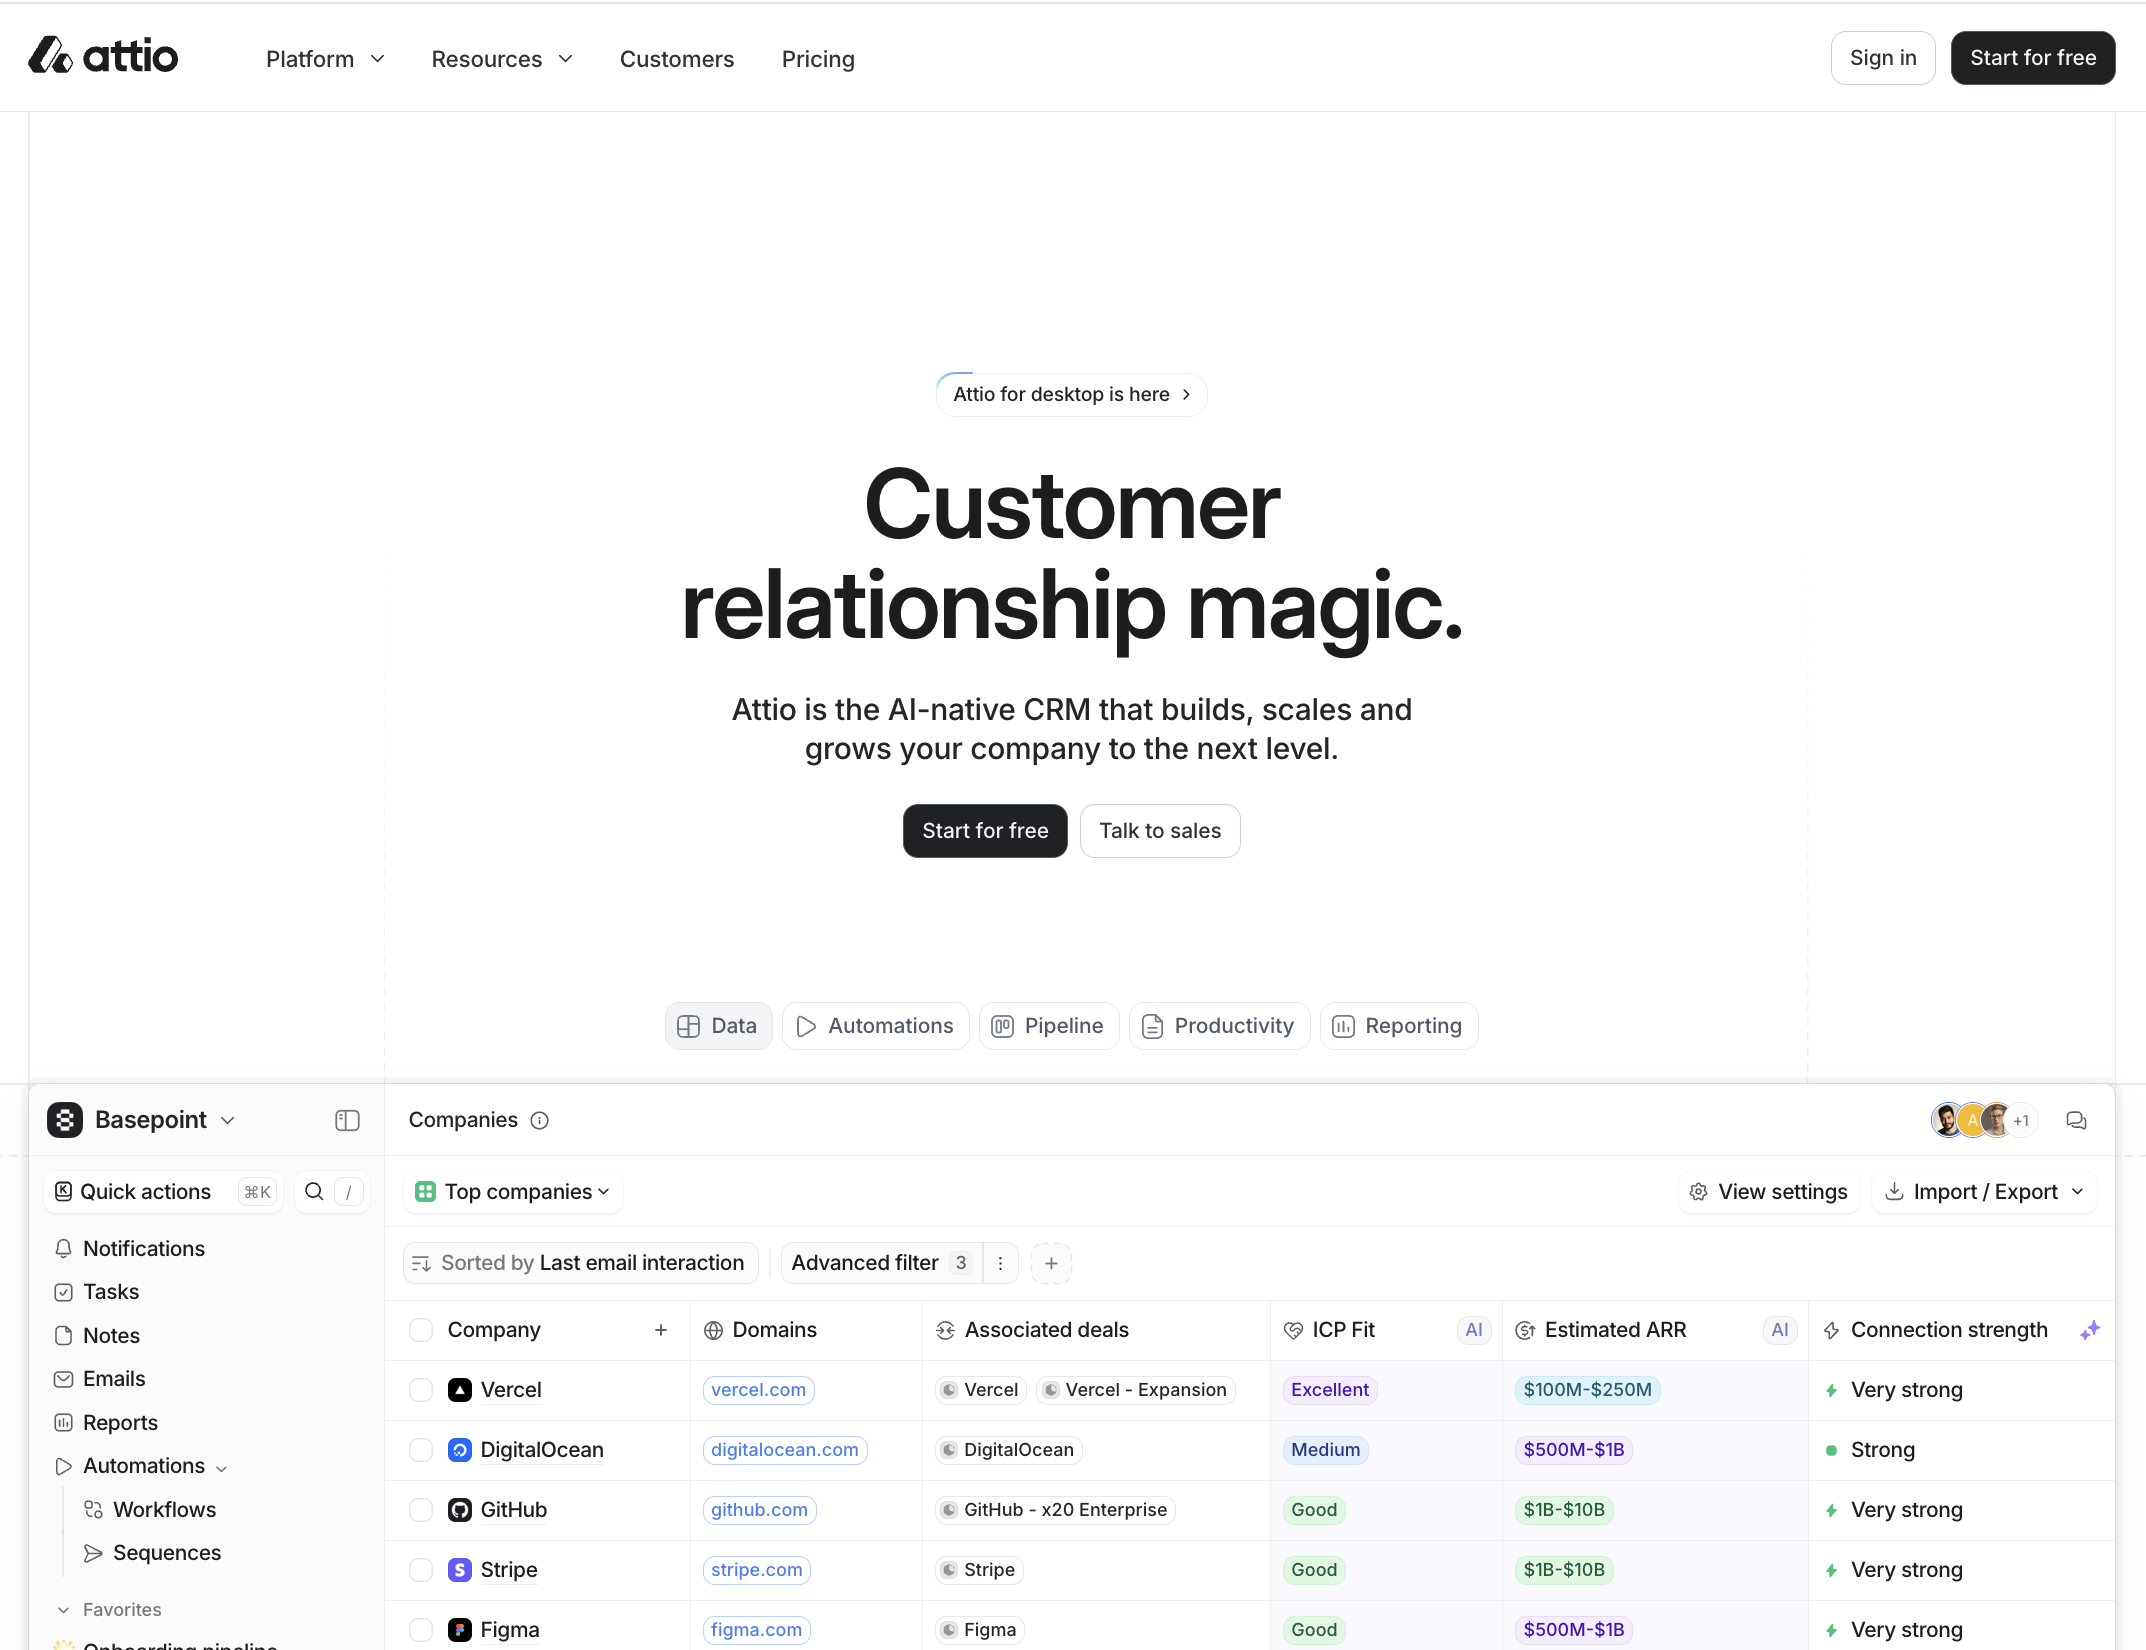 attio
Platform
Resources
Customers
Pricing
Sign in
Start for free
Attio for desktop is here
Customer
relationship magic.
Attio is the AI-native CRM that builds, scales and
grows your company to the next level.
Start for free
Talk to sales
Data
Automations
Pipeline
Productivity
Reporting
Basepoint
Companies
A
+1
Quick actions ⌘K
/
Top companies
View settings
Import / Export
Notifications
Tasks
Notes
Emails
Reports
Automations
Workflows
Sequences
Favorites
Onboarding pipeline
Sorted by Last email interaction
Advanced filter 3
Company Domains Associated deals ICP Fit AI Estimated ARR AI Connection strength
Vercel vercel.com Vercel Vercel - Expansion Excellent $100M-$250M Very strong
DigitalOcean digitalocean.com DigitalOcean Medium $500M-$1B Strong
GitHub github.com GitHub - x20 Enterprise Good $1B-$10B Very strong
Stripe stripe.com Stripe Good $1B-$10B Very strong
Figma figma.com Figma Good $500M-$1B Very strong